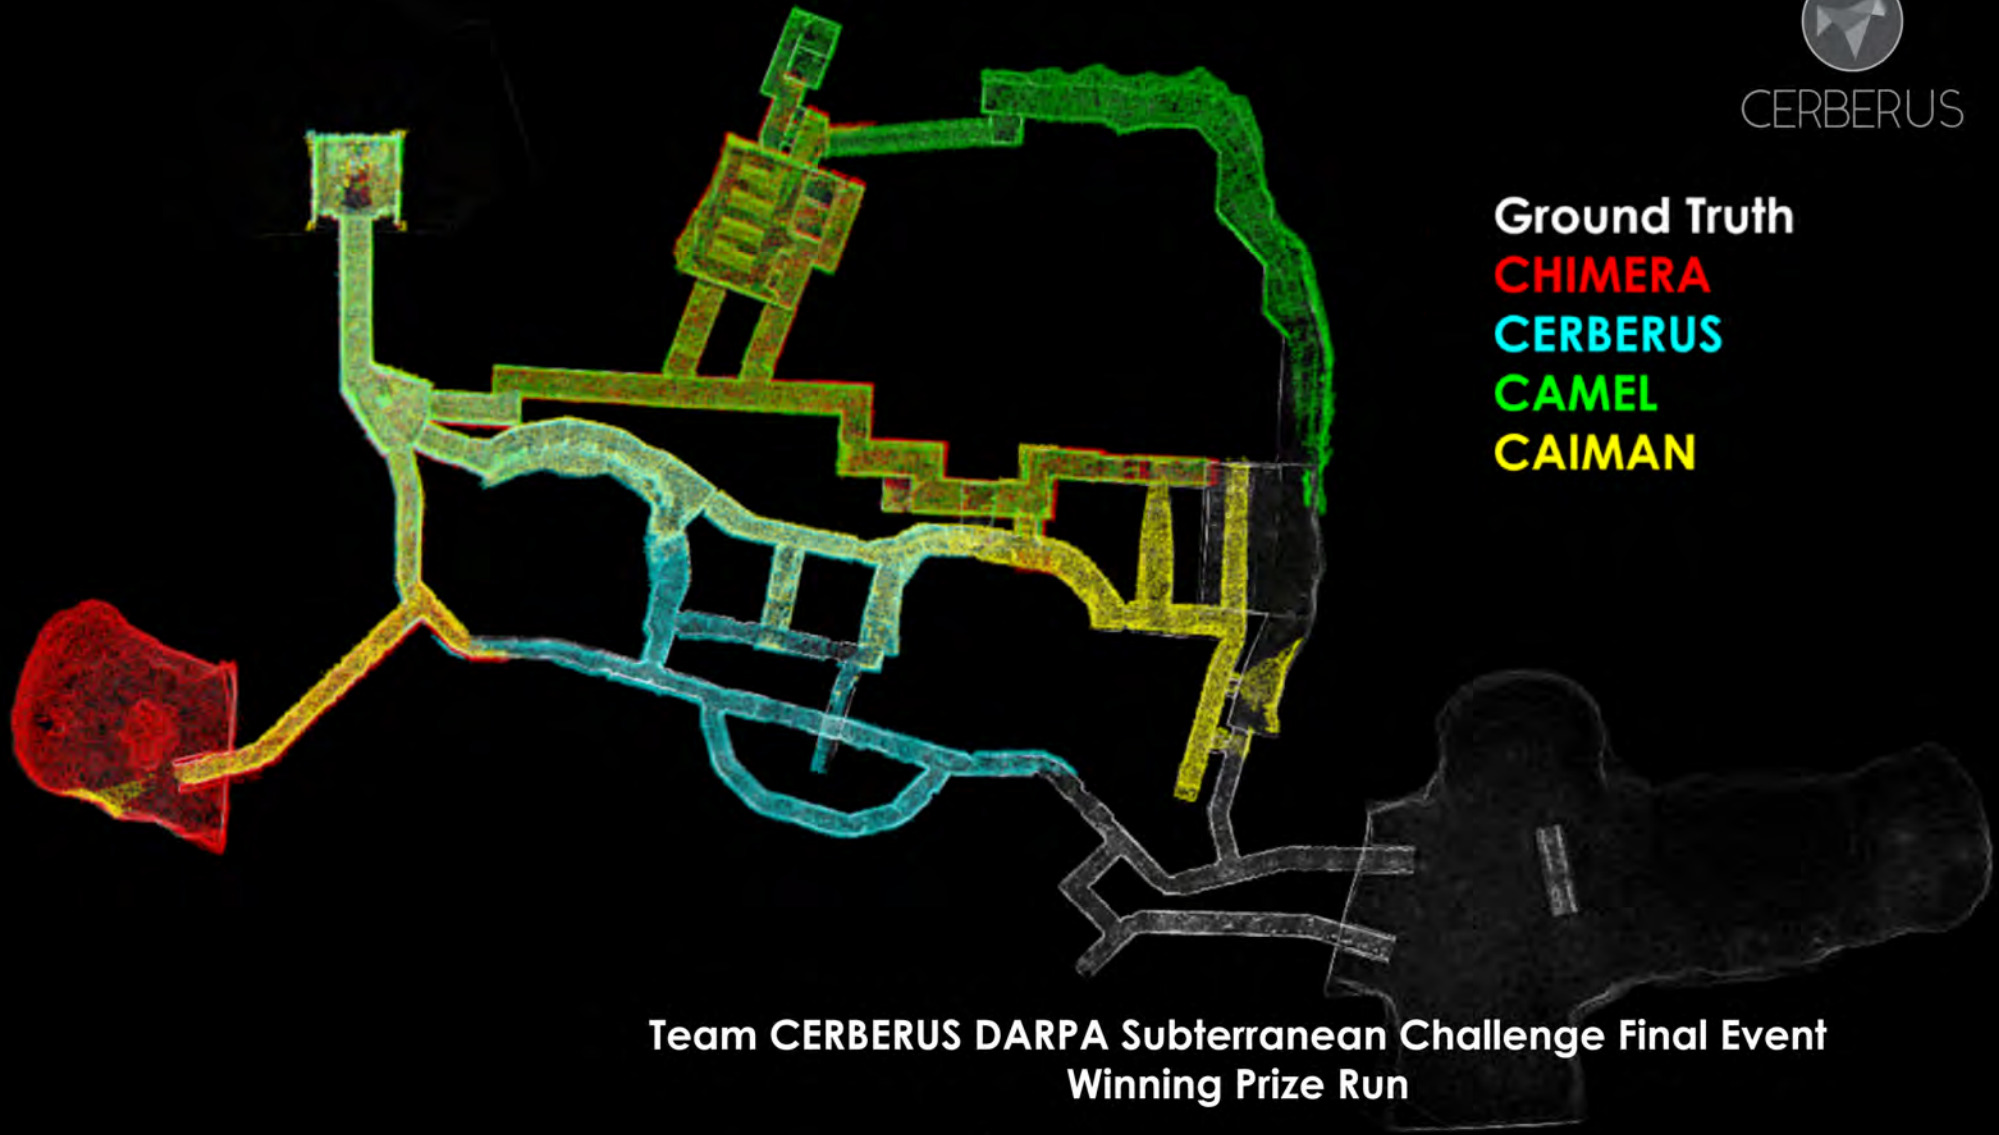 CERBERUS
Ground Truth
CHIMERA
CERBERUS
CAMEL
CAIMAN
Team CERBERUS DARPA Subterranean Challenge Final Event
Winning Prize Run